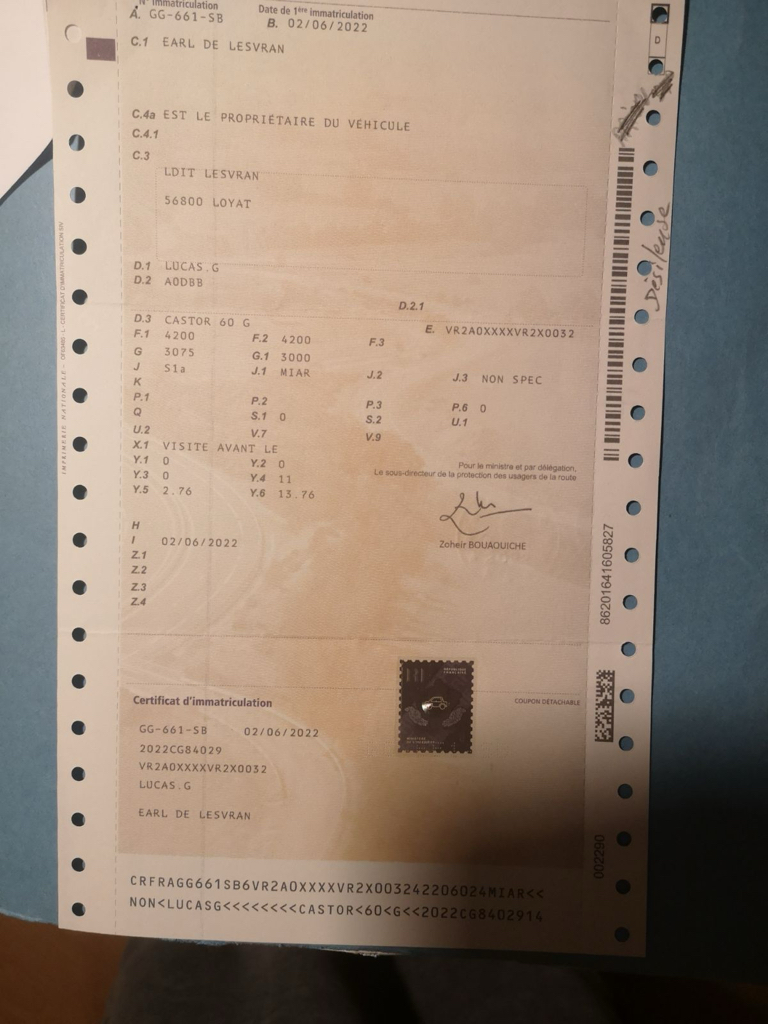 N° Immatriculation Date de 1ère immatriculation
A. GG-661-SB B. 02/06/2022
C.1 EARL DE LESVRAN
C.4a EST LE PROPRIÉTAIRE DU VÉHICULE
C.4.1
C.3
LDIT LESVRAN
56800 LOYAT
D.1 LUCAS.G
D.2 A0DBB
D.2.1
D.3 CASTOR 60 G
E. VR2A0XXXXVR2X0032
F.1 4200 F.2 4200 F.3
G 3075 G.1 3000
J S1a J.1 MIAR J.2 J.3 NON SPEC
K
P.1 P.2 P.3 P.6 0
Q S.1 0 S.2 U.1
U.2 V.7 V.9
X.1 VISITE AVANT LE
Y.1 0 Y.2 0
Y.3 0 Y.4 11
Y.5 2.76 Y.6 13.76
Pour le ministre et par délégation,
Le sous-directeur de la protection des usagers de la route
Zoheir BOUAOUICHE
H
I 02/06/2022
Z.1
Z.2
Z.3
Z.4
Certificat d'immatriculation
COUPON DÉTACHABLE
GG-661-SB 02/06/2022
2022CG84029
VR2A0XXXXVR2X0032
LUCAS.G
EARL DE LESVRAN
CRFRAGG661SB6VR2A0XXXXVR2X003242206024MIAR<<
NON<LUCASG<<<<<<<<CASTOR<60<G<<2022CG8402914
D
Désileuse
86201641605827
002290